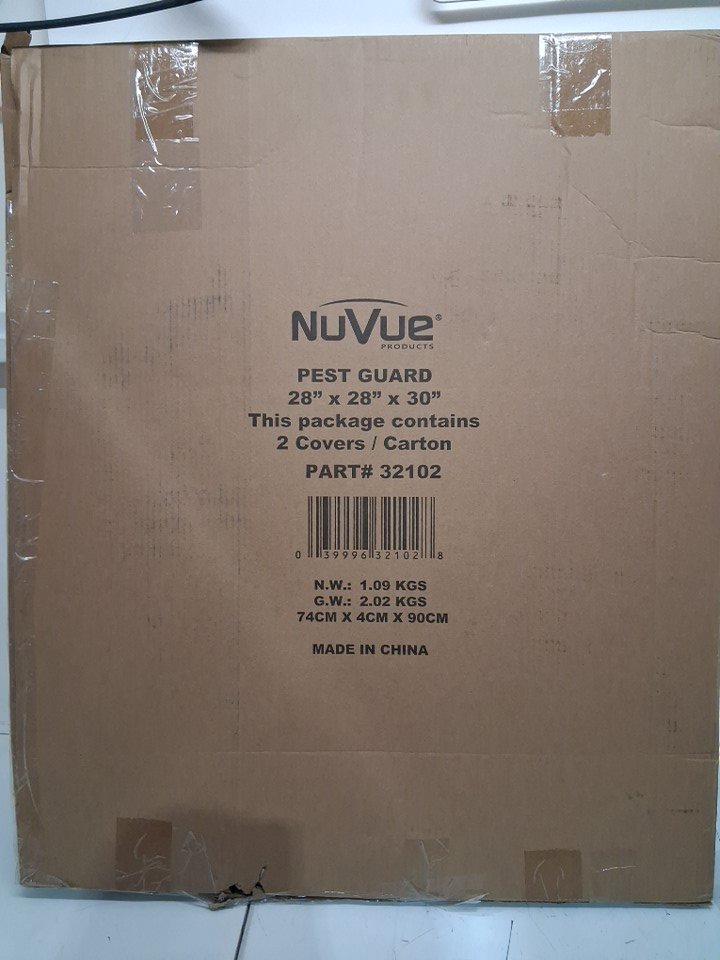 NuVue®
PRODUCTS
PEST GUARD
28” x 28” x 30”
This package contains
2 Covers / Carton
PART# 32102
0 39996 32102 8
N.W.: 1.09 KGS
G.W.: 2.02 KGS
74CM X 4CM X 90CM
MADE IN CHINA